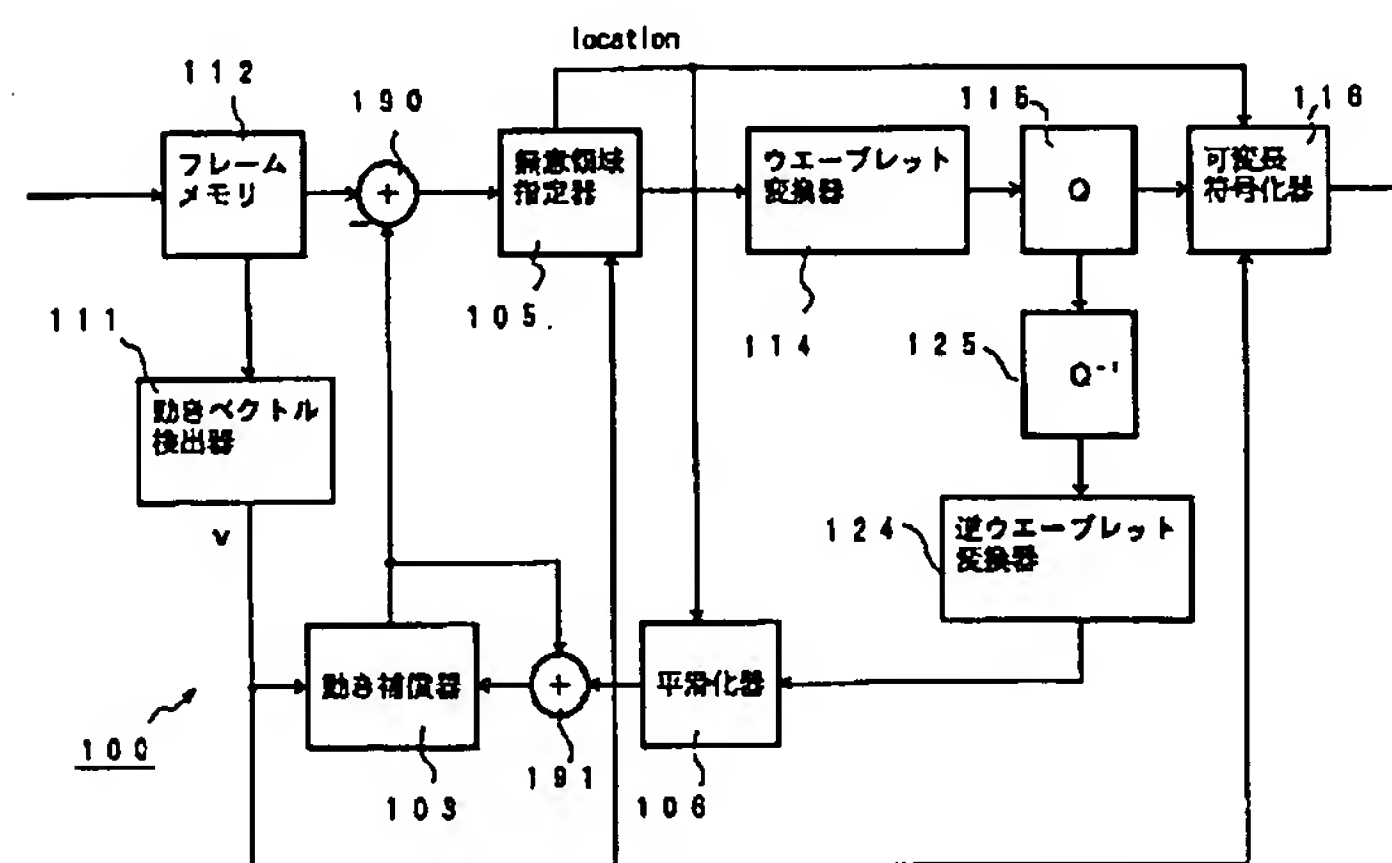 location
112
190
115
116
フレーム
メモリ
+
無意領域
指定器
ウエーブレット
変換器
Q
可変長
符号化器
105.
114
111
125
Q⁻¹
動きベクトル
検出器
v
124
逆ウエーブレット
変換器
動き補償器
+
平滑化器
100
191
103
106